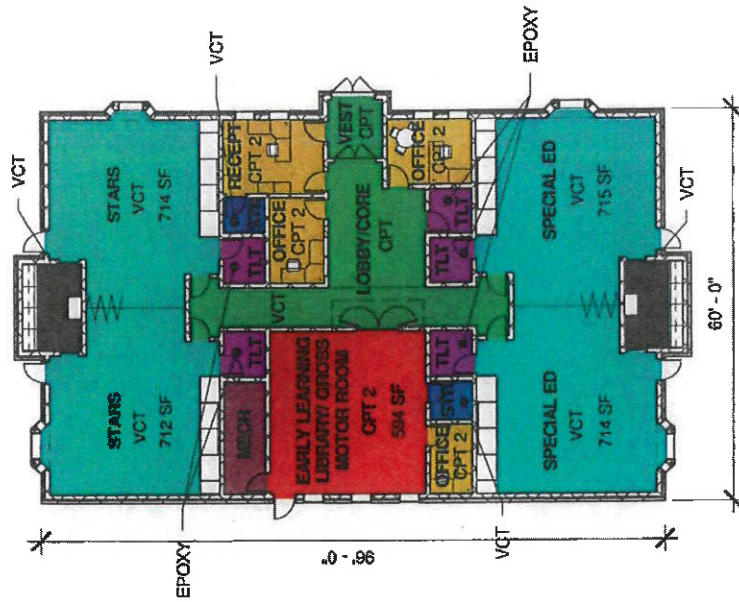 VCT
VCT
EPOXY
STARS
VCT
714 SF
STARS
VCT
712 SF
RECEPT
CPT 2
OFFICE
CPT 2
TLT
TLT
MECH
VEST
CPT
LOBBY/CORE
CPT
VCT
EARLY LEARNING
LIBRARY/ GROSS
MOTOR ROOM
CPT 2
594 SF
OFFICE
CPT 2
TLT
TLT
TLT
OFFICE
CPT 2
SPECIAL ED
VCT
715 SF
SPECIAL ED
VCT
714 SF
EPOXY
VCT
VCT
96' - 0"
60' - 0"